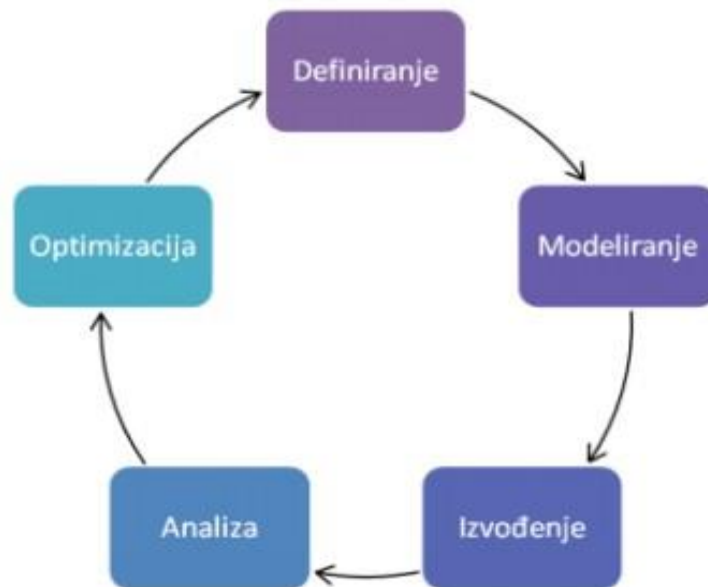 Definiranje
Modeliranje
Izvođenje
Analiza
Optimizacija